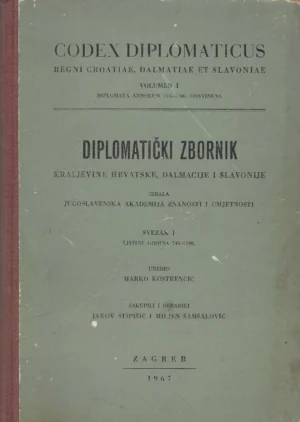 CODEX DIPLOMATICUS
REGNI CROATIAE, DALMATIAE ET SLAVONIAE
VOLUMEN I
DIPLOMATA ANNORUM CONTINENS
DIPLOMATIČKI ZBORNIK
KRALJEVINE HRVATSKE, DALMACIJE I SLAVONIJE
IZDALA
JUGOSLAVENSKA AKADEMIJA ZNANOSTI I UMJETNOSTI
SVEZAK I
LISTINE GODINA 743–1100.
UREDIO
MARKO KOSTRENČIĆ
SAKUPILI I OBRADILI
JAKOV STIPIŠIĆ I MILJEN ŠAMŠALOVIĆ
ZAGREB
1967